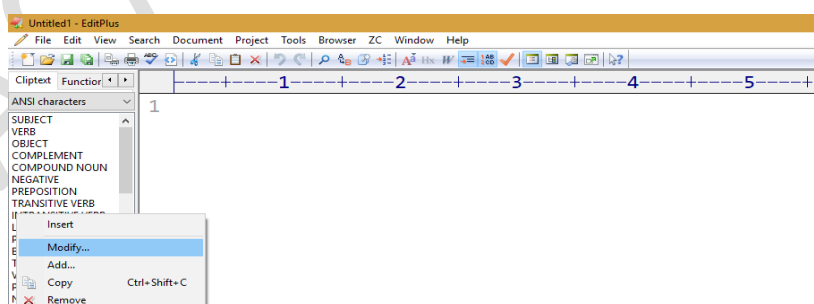 Untitled1 - EditPlus
File Edit View Search Document Project Tools Browser ZC Window Help
Cliptext Function
----+----1----+----2----+----3----+----4----+----5----+
ANSI characters
1
SUBJECT
VERB
OBJECT
COMPLEMENT
COMPOUND NOUN
NEGATIVE
PREPOSITION
TRANSITIVE VERB
Insert
Modify...
Add...
Copy Ctrl+Shift+C
Remove